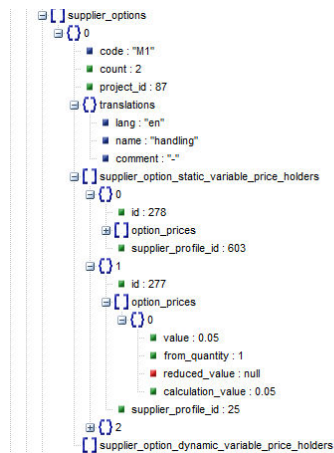 [] supplier_options
{} 0
code : "M1"
count : 2
project_id : 87
{} translations
lang : "en"
name : "handling"
comment : "-"
[] supplier_option_static_variable_price_holders
{} 0
id : 278
[] option_prices
supplier_profile_id : 603
{} 1
id : 277
[] option_prices
{} 0
value : 0.05
from_quantity : 1
reduced_value : null
calculation_value : 0.05
supplier_profile_id : 25
{} 2
[] supplier_option_dynamic_variable_price_holders